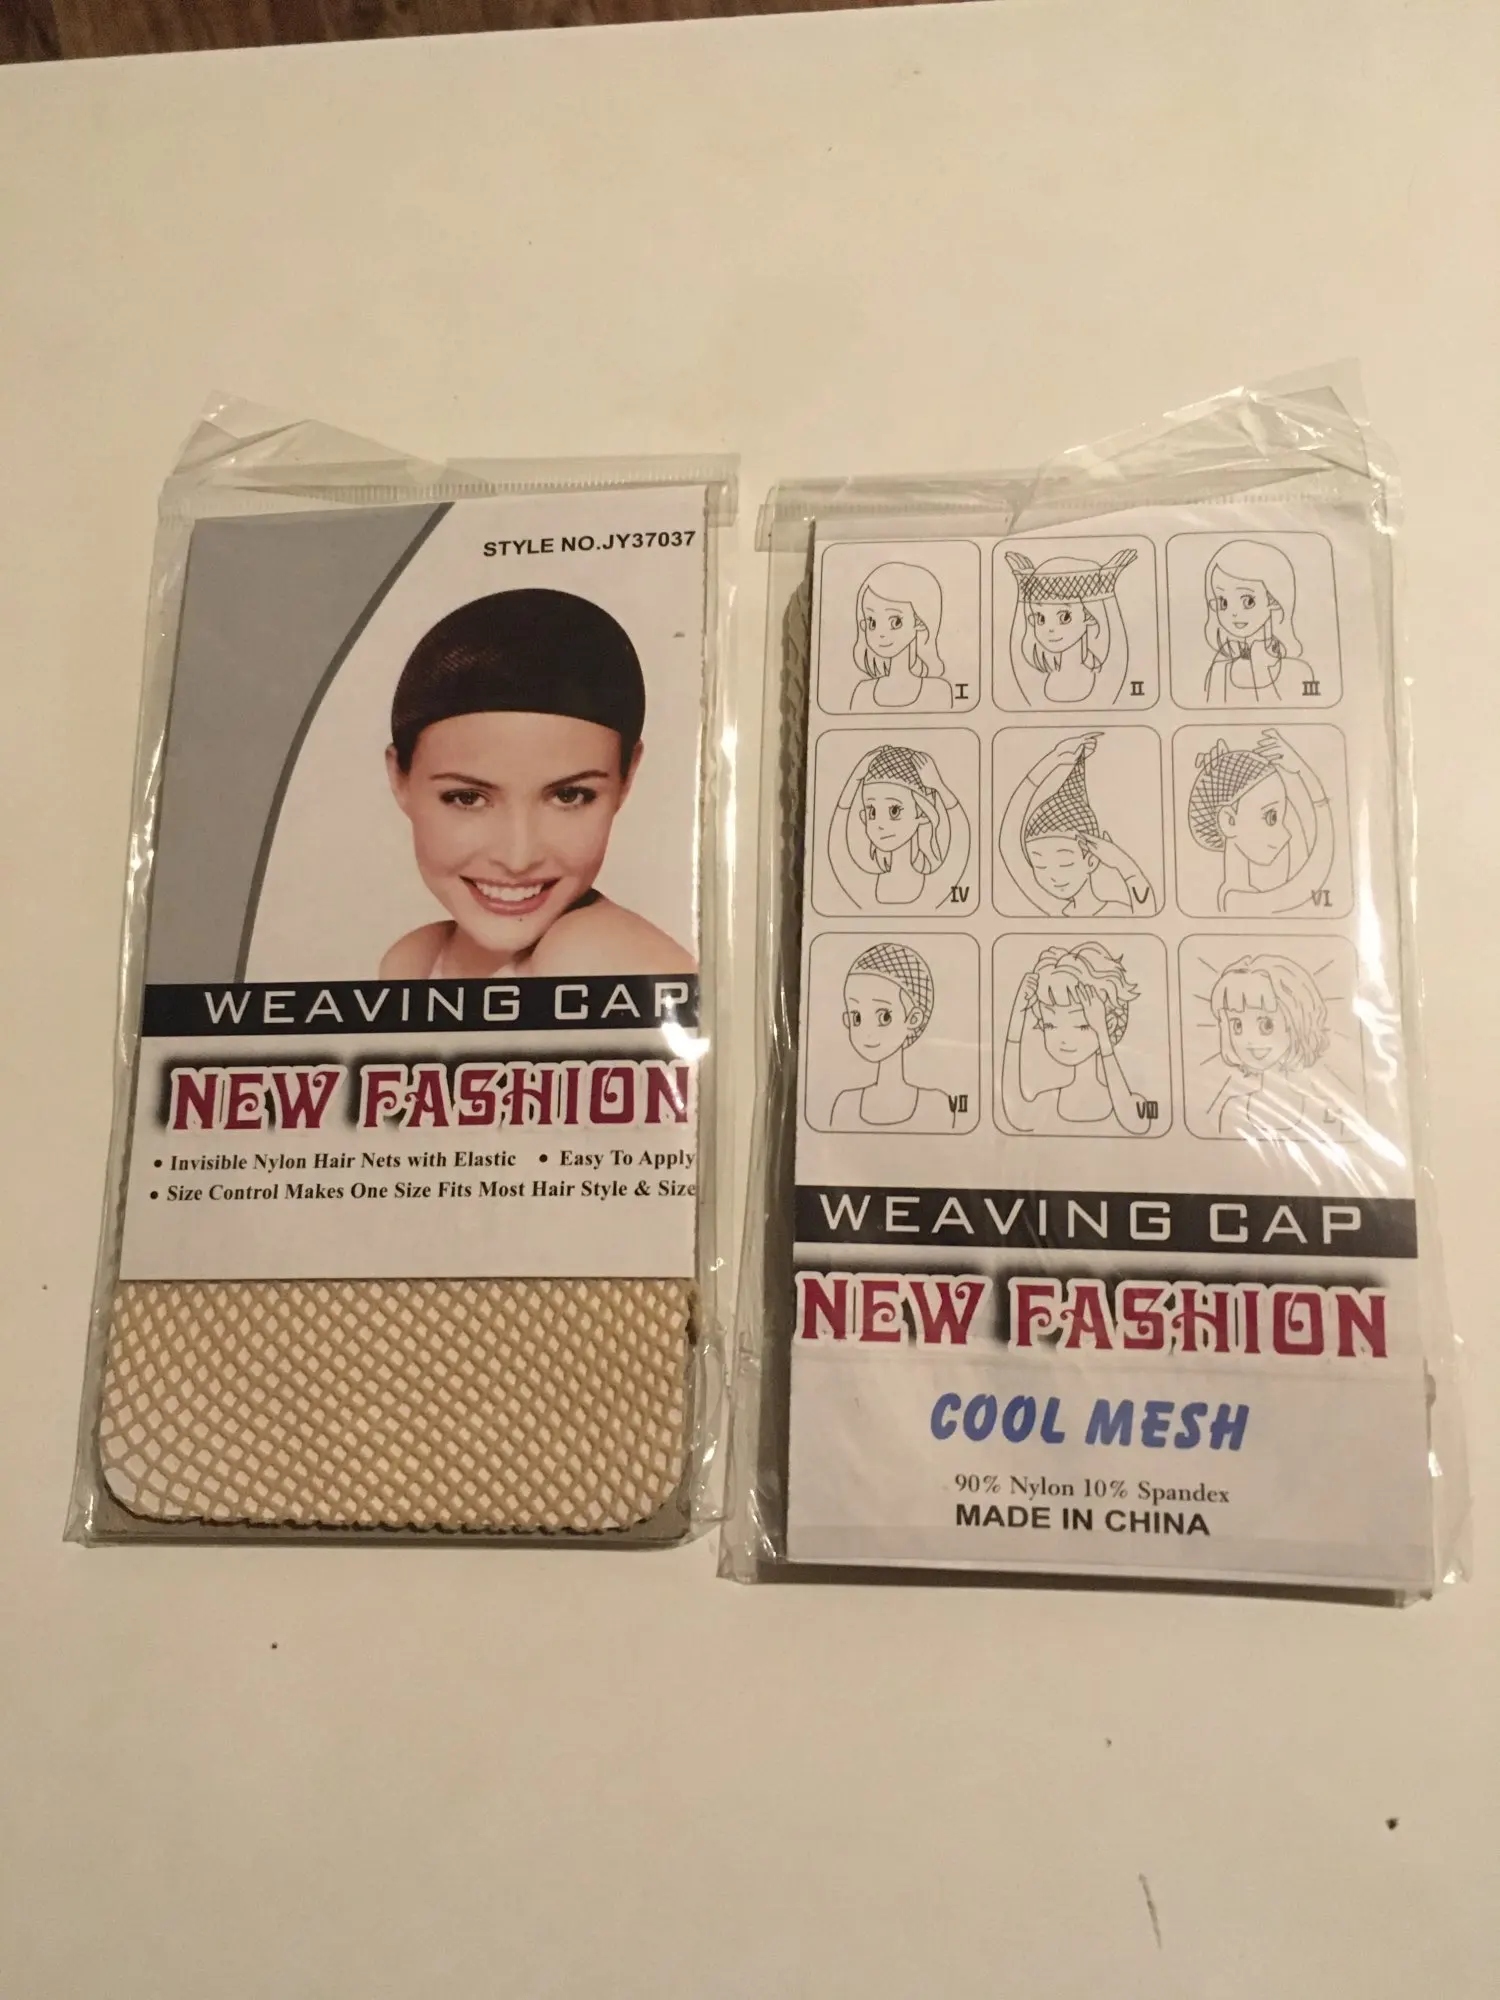 STYLE NO.JY37037
WEAVING CAP
NEW FASHION
• Invisible Nylon Hair Nets with Elastic • Easy To Apply
• Size Control Makes One Size Fits Most Hair Style & Size
I
II
III
IV
V
VI
VII
VIII
WEAVING CAP
NEW FASHION
COOL MESH
90% Nylon 10% Spandex
MADE IN CHINA